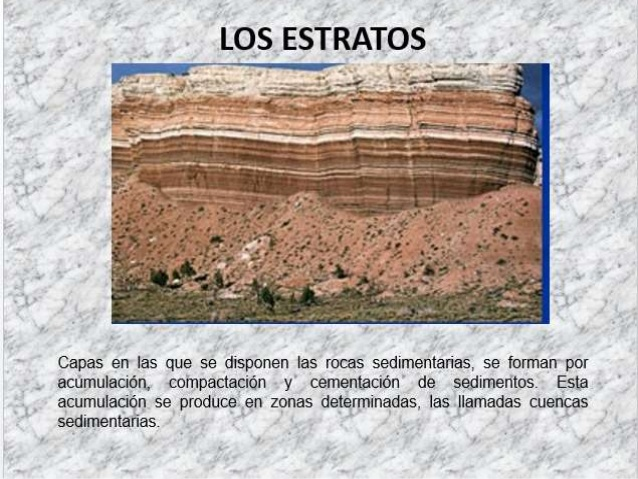 LOS ESTRATOS
Capas en las que se disponen las rocas sedimentarias, se forman por
acumulación, compactación y cementación de sedimentos. Esta
acumulación se produce en zonas determinadas, las llamadas cuencas
sedimentarias.